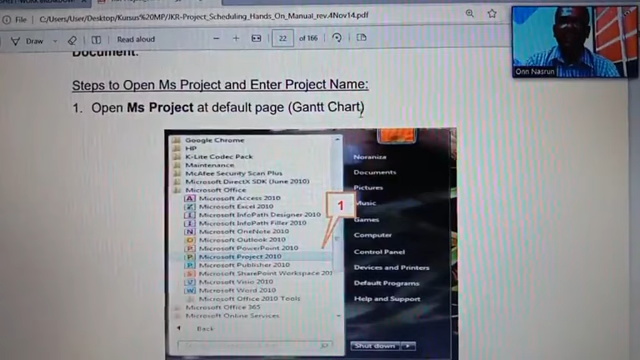 File
C:/Users/User/Desktop/Kursus%20MP/JKR-Project_Scheduling_Hands_On_Manual_rev.4Nov14.pdf
Draw
Read aloud
22
of 166
Document.
Onn Nasrun
Steps to Open Ms Project and Enter Project Name:
1. Open Ms Project at default page (Gantt Chart)
Google Chrome
HP
K-Lite Codec Pack
Maintenance
McAfee Security Scan Plus
Microsoft DirectX SDK (June 2010)
Microsoft Office
Microsoft Access 2010
Microsoft Excel 2010
Microsoft InfoPath Designer 2010
Microsoft InfoPath Filler 2010
Microsoft OneNote 2010
Microsoft Outlook 2010
Microsoft PowerPoint 2010
Microsoft Project 2010
Microsoft Publisher 2010
Microsoft SharePoint Workspace 201
Microsoft Visio 2010
Microsoft Word 2010
Microsoft Office 2010 Tools
Microsoft Office 365
Microsoft Online Services
Back
1
Noraniza
Documents
Pictures
Music
Games
Computer
Control Panel
Devices and Printers
Default Programs
Help and Support
Shut down